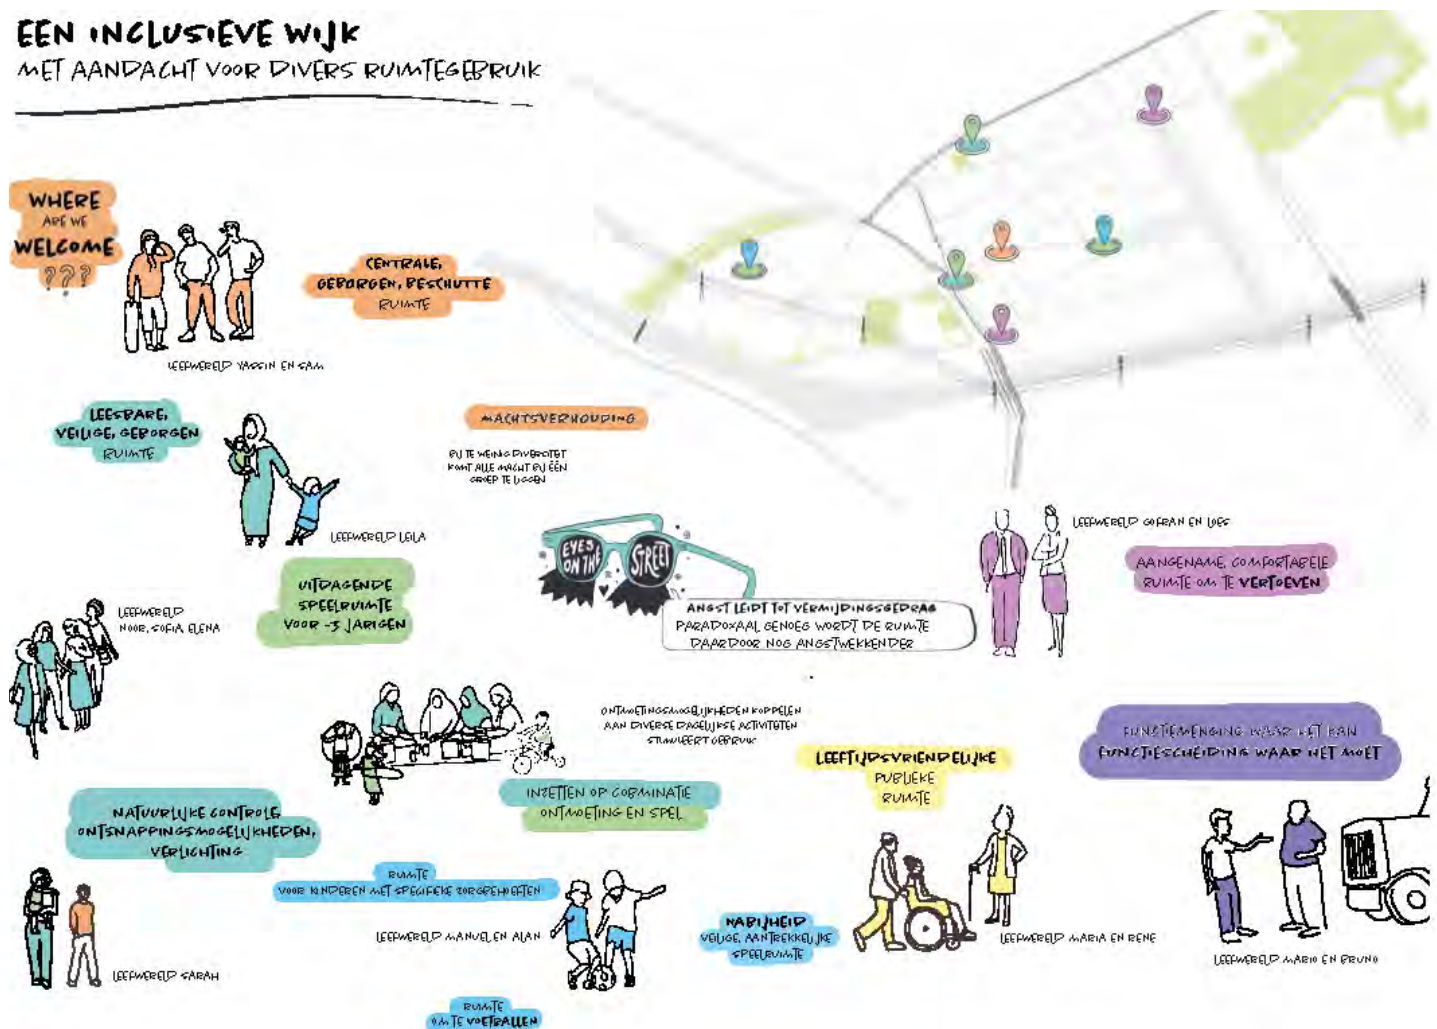 EEN INCLUSIEVE WIJK
MET AANDACHT VOOR DIVERS RUIMTEGEBRUIK
WHERE
ARE WE
WELCOME
???
CENTRALE,
GEBORGEN, BESCHUTTE
RUIMTE
LEEFWERELD YASSIN EN SAM
LEESBARE,
VEILIGE, GEBORGEN
RUIMTE
LEEFWERELD LEILA
MACHTSVERHOUDING
BIJ TE WEINIG DIVERSITEIT
KOMT ALLE MACHT BIJ ÉÉN
GROEP TE LIGGEN
EYES
ON THE
STREET
ANGST LEIDT TOT VERMIJDINGSGEDRAG
PARADOXAAL GENOEG WORDT DE RUIMTE
DAARDOOR NOG ANGSTWEKKENDER
LEEFWERELD GOFRAN EN LOES
AANGENAME, COMFORTABELE
RUIMTE OM TE VERTOEVEN
UITDAGENDE
SPEELRUIMTE
VOOR -3 JARIGEN
LEEFWERELD
NOOR, SOFIA, ELENA
ONTMOETINGSMOGELIJKHEDEN KOPPELEN
AAN DIVERSE DAGELIJKSE ACTIVITEITEN
STIMULEERT GEBRUIK
INZETTEN OP COBMINATIE
ONTMOETING EN SPEL
LEEFTIJDSVRIENDELIJKE
PUBLIEKE
RUIMTE
FUNCTIEMENGING WAAR HET KAN
FUNCTIESCHEIDING WAAR HET MOET
NATUURLIJKE CONTROLE,
ONTSNAPPINGSMOGELIJKHEDEN,
VERLICHTING
LEEFWERELD SARAH
RUIMTE
VOOR KINDEREN MET SPECIFIEKE ZORGBEHOEFTEN
LEEFWERELD MANUEL EN ALAN
RUIMTE
OM TE VOETBALLEN
NABIJHEID
VEILIGE, AANTREKKELIJKE
SPEELRUIMTE
LEEFWERELD MARIA EN RENE
LEEFWERELD MARIO EN BRUNO